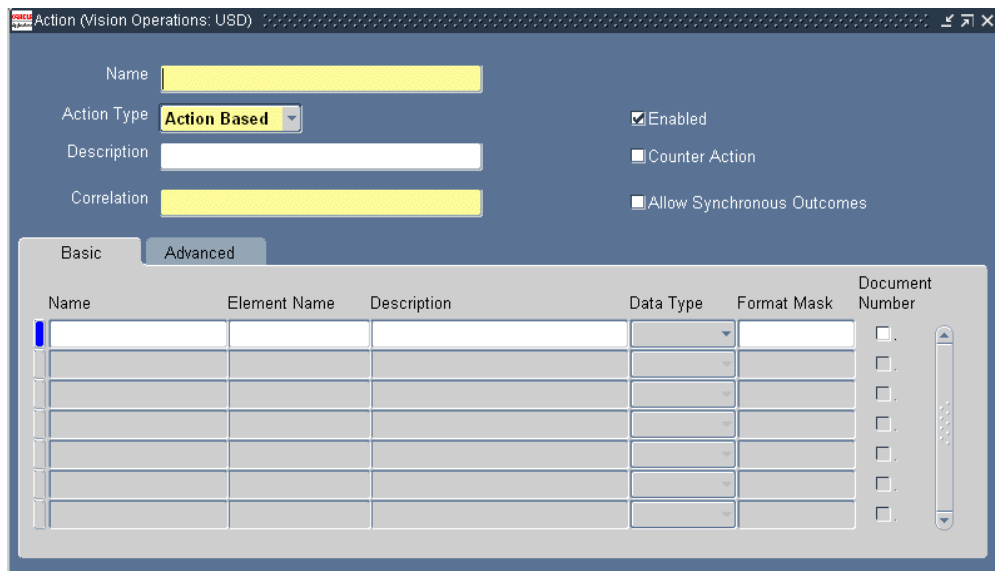 ORACLE Action (Vision Operations: USD)
Name
Action Type Action Based Enabled
Description Counter Action
Correlation Allow Synchronous Outcomes
Basic Advanced
Document
Name Element Name Description Data Type Format Mask Number